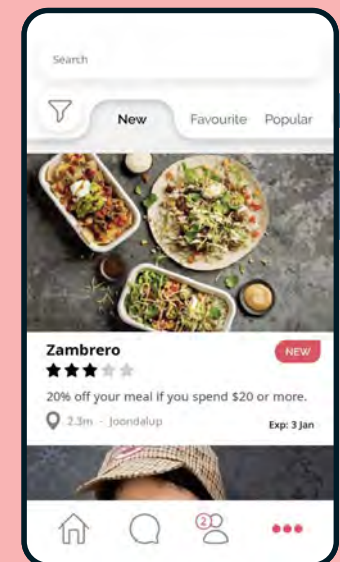 Search
New Favourite Popular
Zambrero
NEW
20% off your meal if you spend $20 or more.
2.3m - Joondalup
Exp: 3 Jan
2